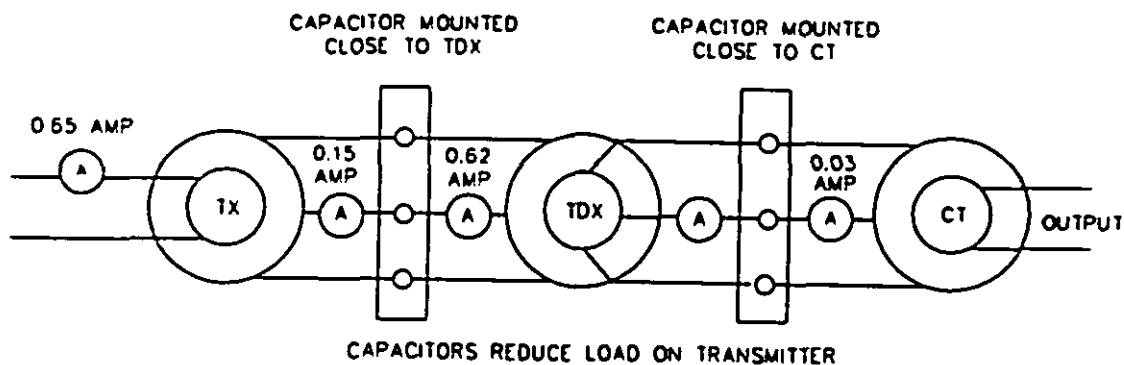 CAPACITOR MOUNTED
CLOSE TO TDX
CAPACITOR MOUNTED
CLOSE TO CT
0.65 AMP
A
TX
0.15
AMP
A
0.62
AMP
A
TDX
A
0.03
AMP
A
CT
OUTPUT
CAPACITORS REDUCE LOAD ON TRANSMITTER